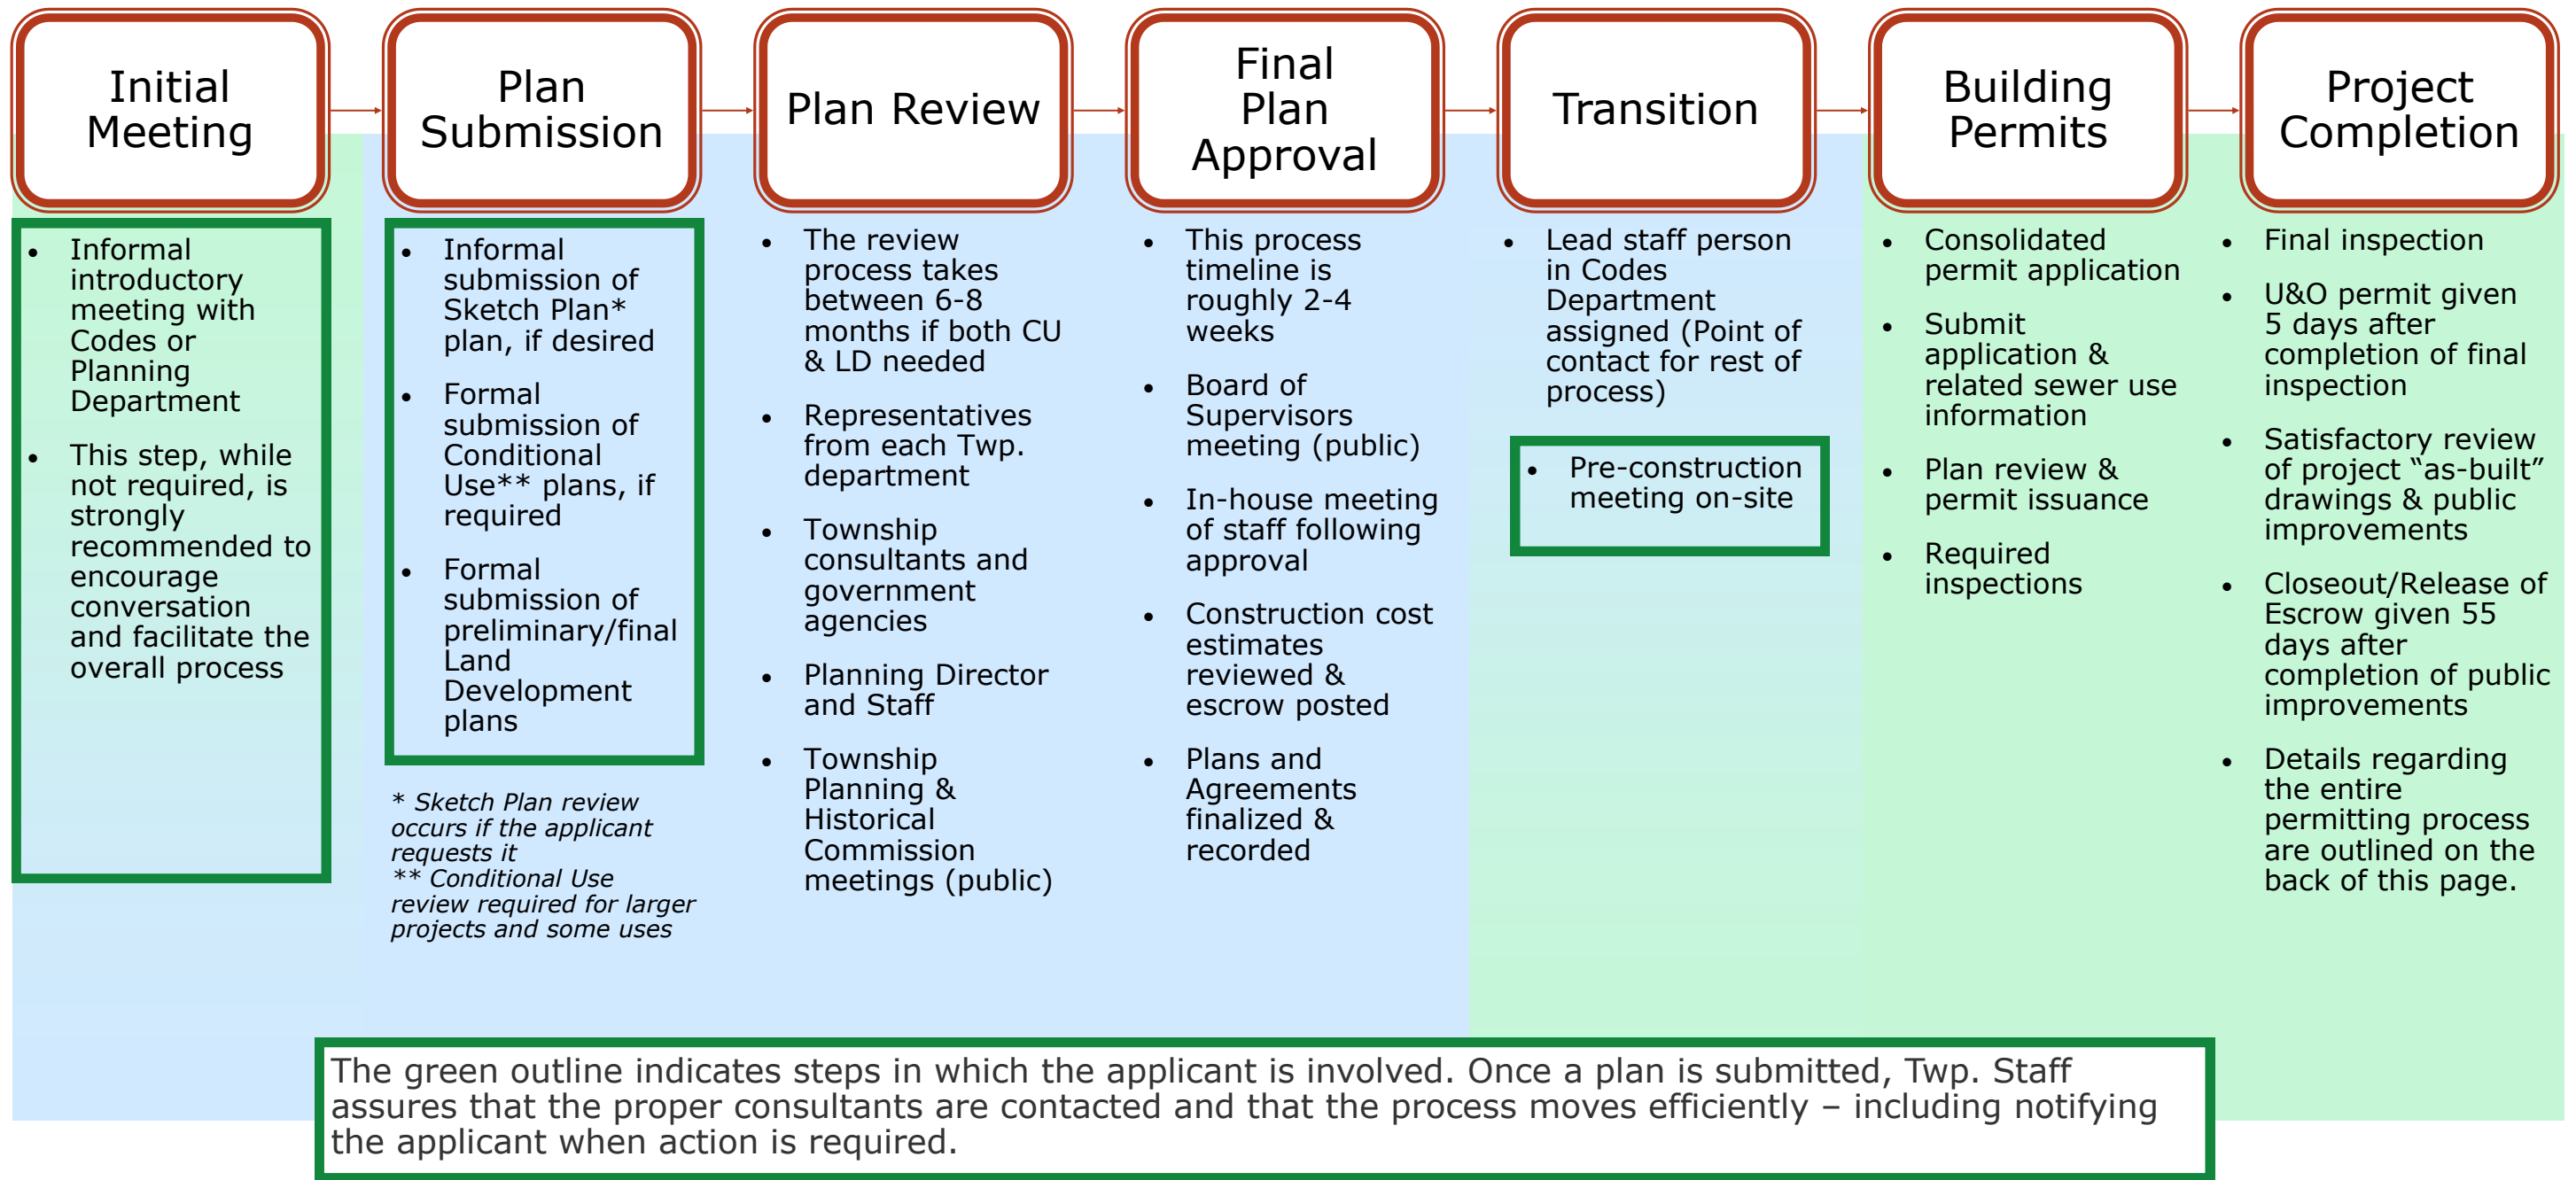 Initial
Meeting
Plan
Submission
Plan Review
Final
Plan
Approval
Transition
Building
Permits
Project
Completion
• Informal
introductory
meeting with
Codes or
Planning
Department
• This step, while
not required, is
strongly
recommended to
encourage
conversation
and facilitate the
overall process
• Informal
submission of
Sketch Plan*
plan, if desired
• Formal
submission of
Conditional
Use** plans, if
required
• Formal
submission of
preliminary/final
Land
Development
plans
* Sketch Plan review
occurs if the applicant
requests it
** Conditional Use
review required for larger
projects and some uses
• The review
process takes
between 6-8
months if both CU
& LD needed
• Representatives
from each Twp.
department
• Township
consultants and
government
agencies
• Planning Director
and Staff
• Township
Planning &
Historical
Commission
meetings (public)
• This process
timeline is
roughly 2-4
weeks
• Board of
Supervisors
meeting (public)
• In-house meeting
of staff following
approval
• Construction cost
estimates
reviewed &
escrow posted
• Plans and
Agreements
finalized &
recorded
• Lead staff person
in Codes
Department
assigned (Point of
contact for rest of
process)
• Pre-construction
meeting on-site
• Consolidated
permit application
• Submit
application &
related sewer use
information
• Plan review &
permit issuance
• Required
inspections
• Final inspection
• U&O permit given
5 days after
completion of final
inspection
• Satisfactory review
of project “as-built”
drawings & public
improvements
• Closeout/Release of
Escrow given 55
days after
completion of public
improvements
• Details regarding
the entire
permitting process
are outlined on the
back of this page.
The green outline indicates steps in which the applicant is involved. Once a plan is submitted, Twp. Staff
assures that the proper consultants are contacted and that the process moves efficiently – including notifying
the applicant when action is required.